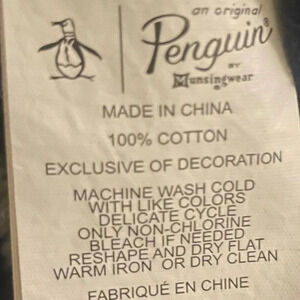 an original
Penguin®
BY
Munsingwear
MADE IN CHINA
100% COTTON
EXCLUSIVE OF DECORATION
MACHINE WASH COLD
WITH LIKE COLORS
DELICATE CYCLE
ONLY NON-CHLORINE
BLEACH IF NEEDED
RESHAPE AND DRY FLAT
WARM IRON OR DRY CLEAN
FABRIQUÉ EN CHINE